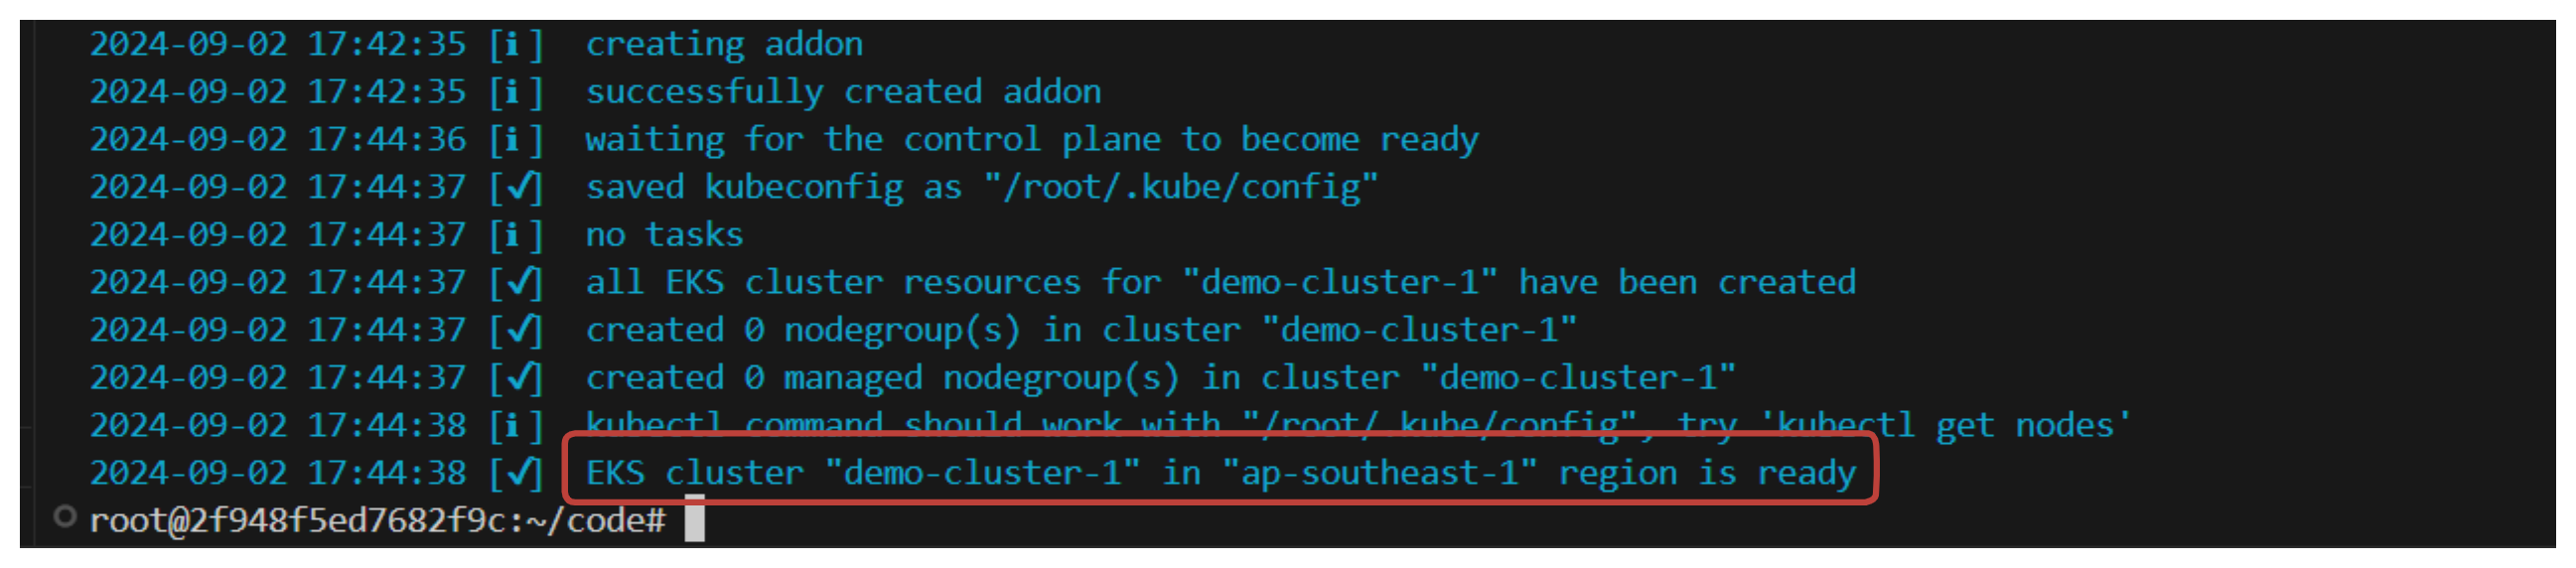 2024-09-02 17:42:35 [ℹ]  creating addon
2024-09-02 17:42:35 [ℹ]  successfully created addon
2024-09-02 17:44:36 [ℹ]  waiting for the control plane to become ready
2024-09-02 17:44:37 [✔]  saved kubeconfig as "/root/.kube/config"
2024-09-02 17:44:37 [ℹ]  no tasks
2024-09-02 17:44:37 [✔]  all EKS cluster resources for "demo-cluster-1" have been created
2024-09-02 17:44:37 [✔]  created 0 nodegroup(s) in cluster "demo-cluster-1"
2024-09-02 17:44:37 [✔]  created 0 managed nodegroup(s) in cluster "demo-cluster-1"
2024-09-02 17:44:38 [ℹ]  kubectl command should work with "/root/.kube/config", try 'kubectl get nodes'
2024-09-02 17:44:38 [✔]  EKS cluster "demo-cluster-1" in "ap-southeast-1" region is ready
root@2f948f5ed7682f9c:~/code#